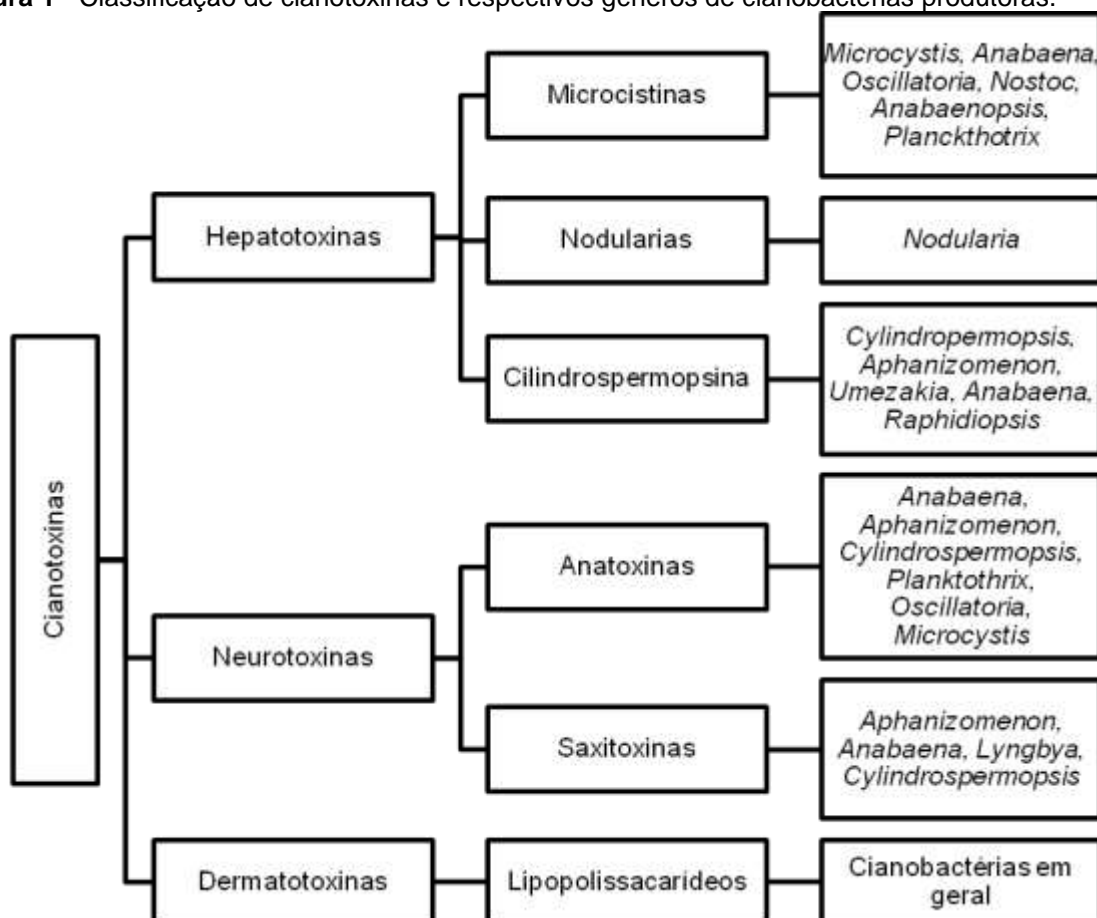 ura 1 - Classificação de cianotoxinas e respectivos gêneros de cianobactérias produtoras.
Cianotoxinas
Hepatotoxinas
Microcistinas
Microcystis, Anabaena,
Oscillatoria, Nostoc,
Anabaenopsis,
Planckthotrix
Nodularias
Nodularia
Cilindrospermopsina
Cylindropermopsis,
Aphanizomenon,
Umezakia, Anabaena,
Raphidiopsis
Neurotoxinas
Anatoxinas
Anabaena,
Aphanizomenon,
Cylindrospermopsis,
Planktothrix,
Oscillatoria,
Microcystis
Saxitoxinas
Aphanizomenon,
Anabaena, Lyngbya,
Cylindrospermopsis
Dermatotoxinas
Lipopolissacarídeos
Cianobactérias em
geral